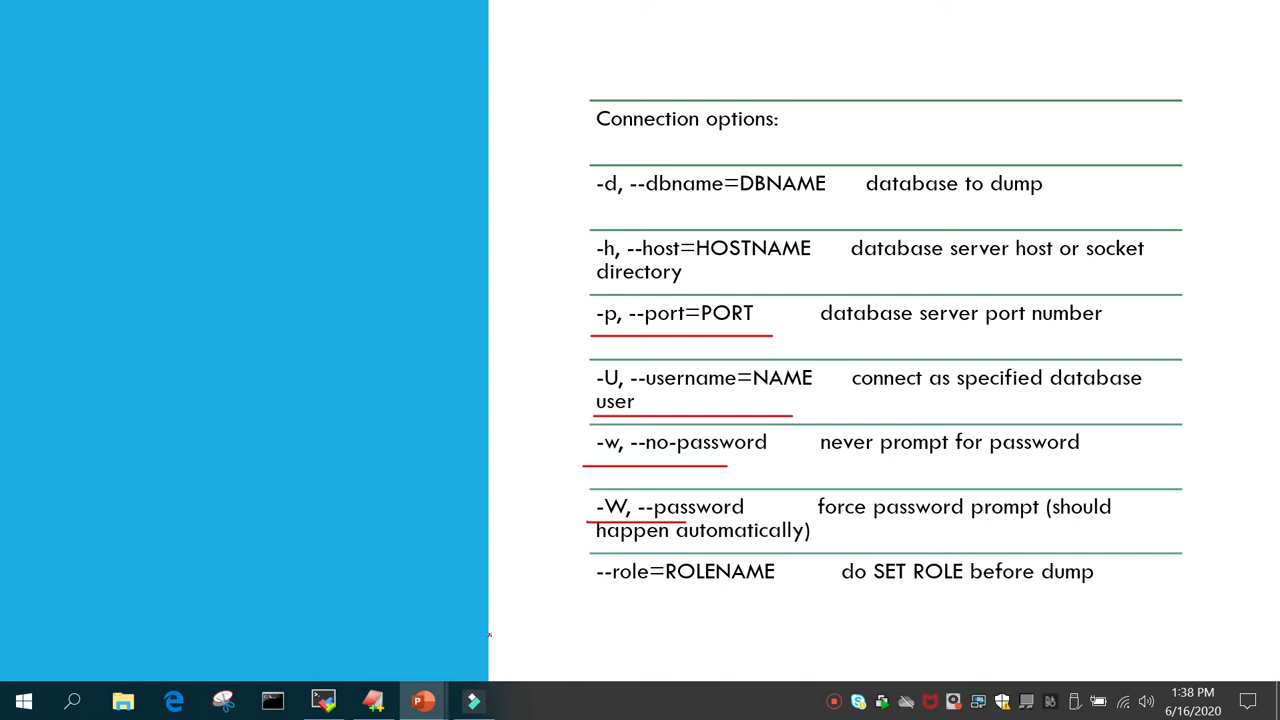 Connection options:
-d, --dbname=DBNAME database to dump
-h, --host=HOSTNAME database server host or socket
directory
-p, --port=PORT database server port number
-U, --username=NAME connect as specified database
user
-w, --no-password never prompt for password
-W, --password force password prompt (should
happen automatically)
--role=ROLENAME do SET ROLE before dump
1:38 PM
6/16/2020